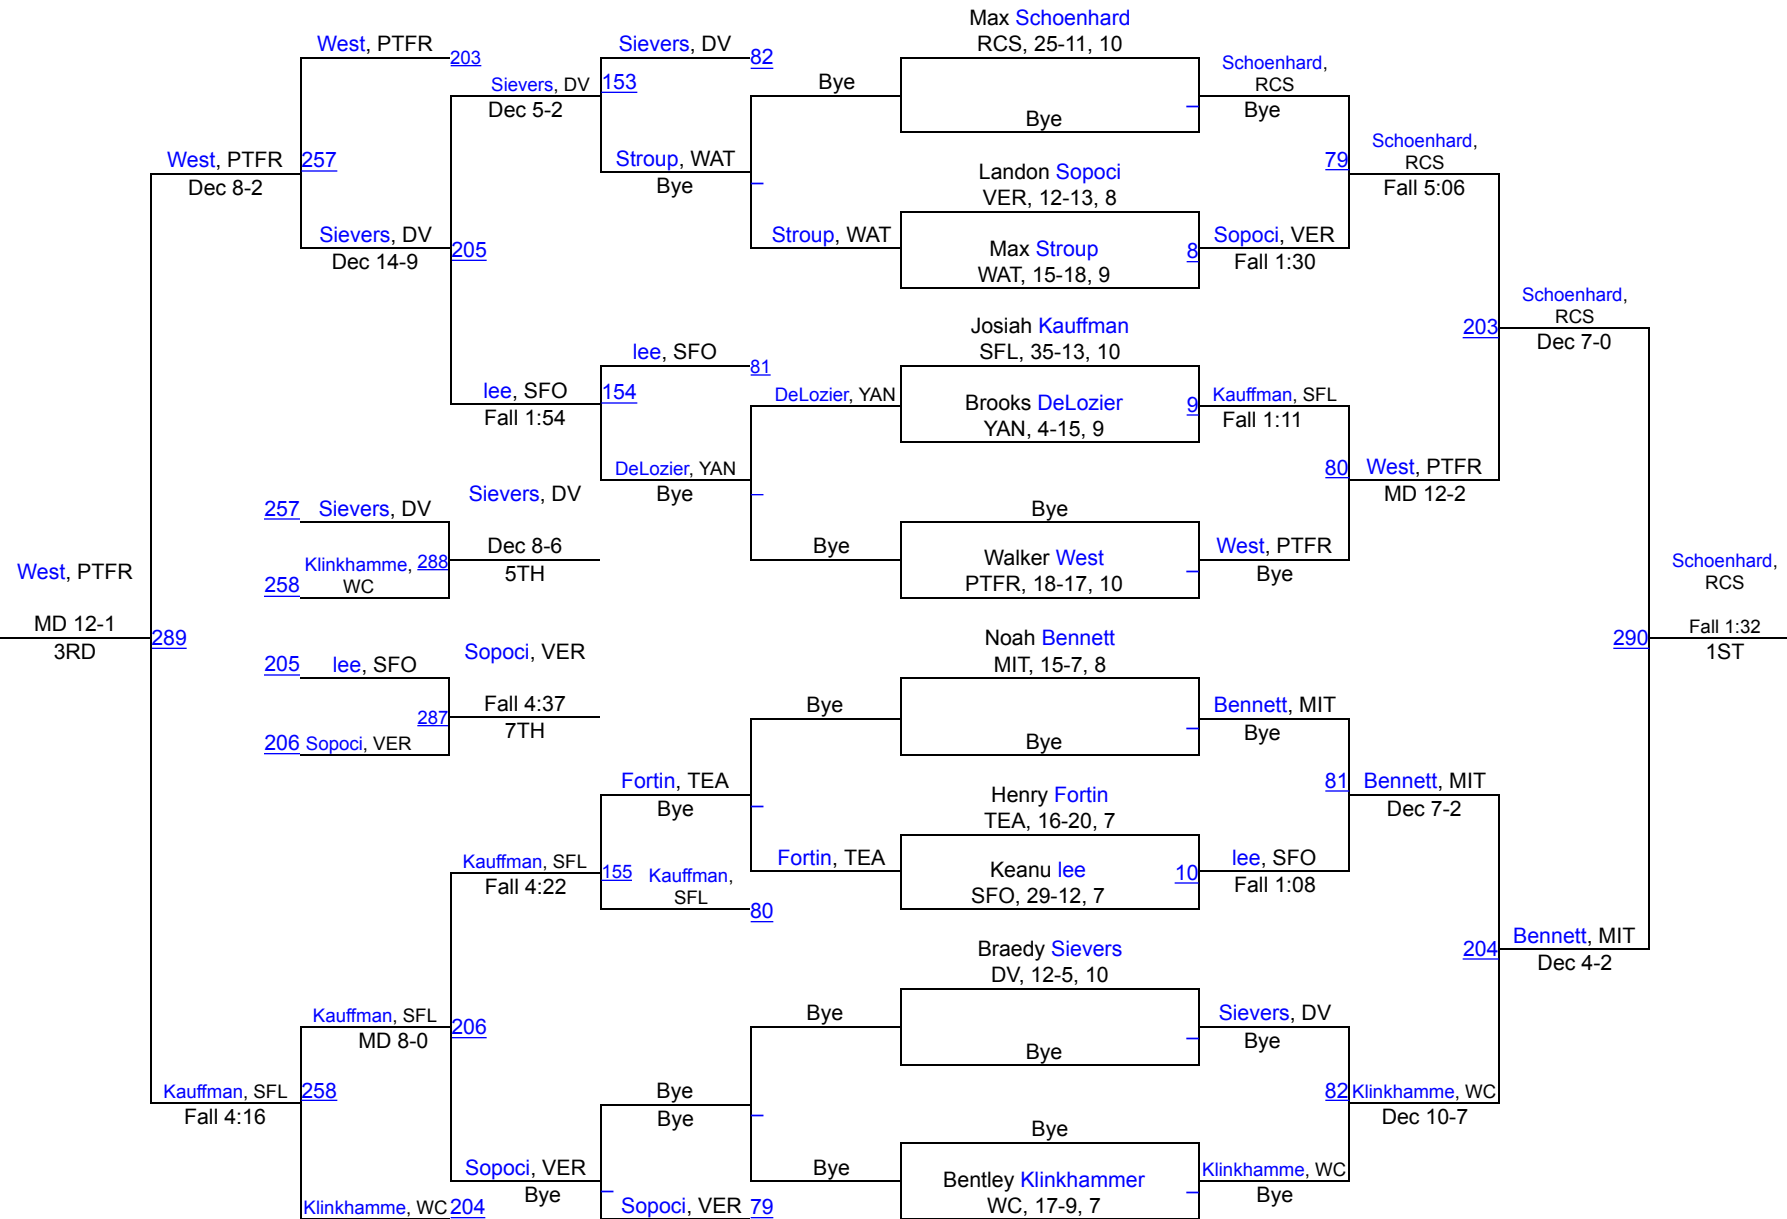 Max Schoenhard
RCS, 25-11, 10
West, PTFR
203
Sievers, DV
82
Schoenhard,
RCS
Bye
Sievers, DV
Dec 5-2
153
Bye
Bye
Schoenhard,
RCS
Fall 5:06
79
West, PTFR
Dec 8-2
257
Stroup, WAT
Bye
Landon Sopoci
VER, 12-13, 8
Sievers, DV
Dec 14-9
205
Stroup, WAT
Max Stroup
WAT, 15-18, 9
8
Sopoci, VER
Fall 1:30
Schoenhard,
RCS
Dec 7-0
203
Josiah Kauffman
SFL, 35-13, 10
lee, SFO
81
lee, SFO
Fall 1:54
154
DeLozier, YAN
Brooks DeLozier
YAN, 4-15, 9
9
Kauffman, SFL
Fall 1:11
80
West, PTFR
MD 12-2
DeLozier, YAN
Bye
257
Sievers, DV
Sievers, DV
Dec 8-6
5TH
Klinkhamme,
WC
288
258
Bye
Bye
Walker West
PTFR, 18-17, 10
West, PTFR
Bye
West, PTFR
MD 12-1
3RD
289
Schoenhard,
RCS
Fall 1:32
1ST
290
205
lee, SFO
Sopoci, VER
Fall 4:37
7TH
287
206
Sopoci, VER
Noah Bennett
MIT, 15-7, 8
Bye
Bye
Bennett, MIT
Bye
Fortin, TEA
Bye
Henry Fortin
TEA, 16-20, 7
81
Bennett, MIT
Dec 7-2
Kauffman, SFL
Fall 4:22
155
Kauffman,
SFL
80
Fortin, TEA
Keanu lee
SFO, 29-12, 7
10
lee, SFO
Fall 1:08
Braedy Sievers
DV, 12-5, 10
204
Bennett, MIT
Dec 4-2
Kauffman, SFL
MD 8-0
206
Bye
Bye
Sievers, DV
Bye
Kauffman, SFL
Fall 4:16
258
Bye
Bye
82
Klinkhamme, WC
Dec 10-7
Bye
Sopoci, VER
Bye
Bye
Bentley Klinkhammer
WC, 17-9, 7
Klinkhamme, WC
Bye
Klinkhamme, WC
204
Sopoci, VER
79